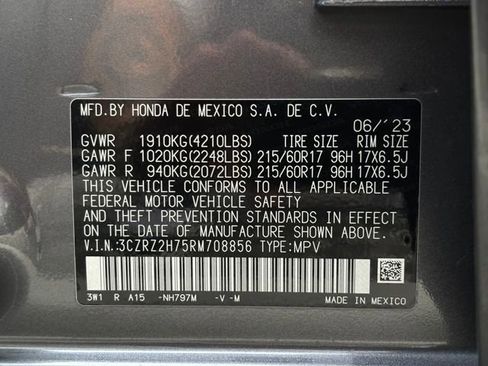 MFD.BY HONDA DE MEXICO S.A. DE C.V.
06/'23
GVWR 1910KG(4210LBS) TIRE SIZE RIM SIZE
GAWR F 1020KG(2248LBS) 215/60R17 96H 17X6.5J
GAWR R 940KG(2072LBS) 215/60R17 96H 17X6.5J
THIS VEHICLE CONFORMS TO ALL APPLICABLE
FEDERAL MOTOR VEHICLE SAFETY
AND THEFT PREVENTION STANDARDS IN EFFECT
ON THE DATE OF MANUFACTURE SHOWN ABOVE.
V.I.N.:3CZRZ2H75RM708856 TYPE:MPV
3W1 R A15 -NH797M -V -M MADE IN MEXICO